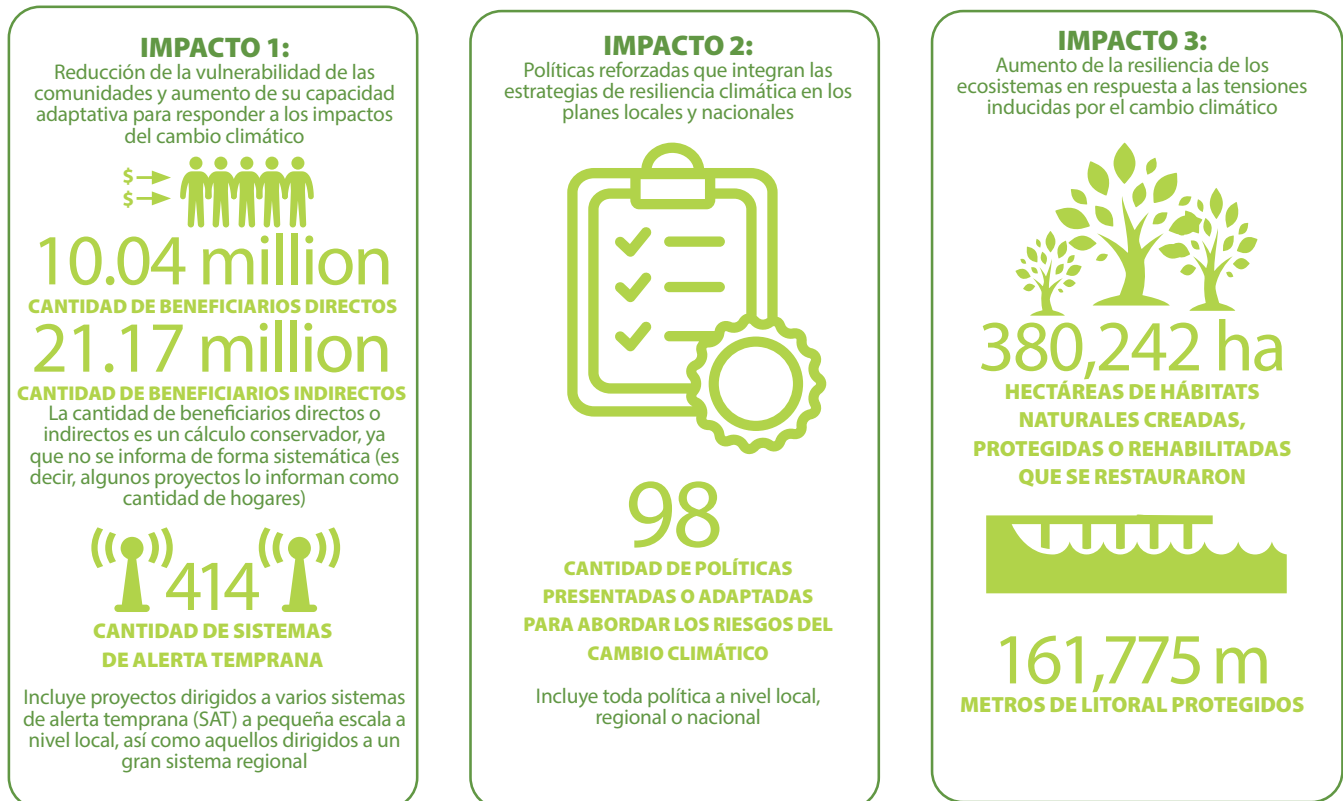 IMPACTO 1:
Reducción de la vulnerabilidad de las
comunidades y aumento de su capacidad
adaptativa para responder a los impactos
del cambio climático
$
$
10.04 million
CANTIDAD DE BENEFICIARIOS DIRECTOS
21.17 million
CANTIDAD DE BENEFICIARIOS INDIRECTOS
La cantidad de beneficiarios directos o
indirectos es un cálculo conservador, ya
que no se informa de forma sistemática (es
decir, algunos proyectos lo informan como
cantidad de hogares)
414
CANTIDAD DE SISTEMAS
DE ALERTA TEMPRANA
Incluye proyectos dirigidos a varios sistemas
de alerta temprana (SAT) a pequeña escala a
nivel local, así como aquellos dirigidos a un
gran sistema regional
IMPACTO 2:
Políticas reforzadas que integran las
estrategias de resiliencia climática en los
planes locales y nacionales
98
CANTIDAD DE POLÍTICAS
PRESENTADAS O ADAPTADAS
PARA ABORDAR LOS RIESGOS DEL
CAMBIO CLIMÁTICO
Incluye toda política a nivel local,
regional o nacional
IMPACTO 3:
Aumento de la resiliencia de los
ecosistemas en respuesta a las tensiones
inducidas por el cambio climático
380,242 ha
HECTÁREAS DE HÁBITATS
NATURALES CREADAS,
PROTEGIDAS O REHABILITADAS
QUE SE RESTAURARON
161,775 m
METROS DE LITORAL PROTEGIDOS